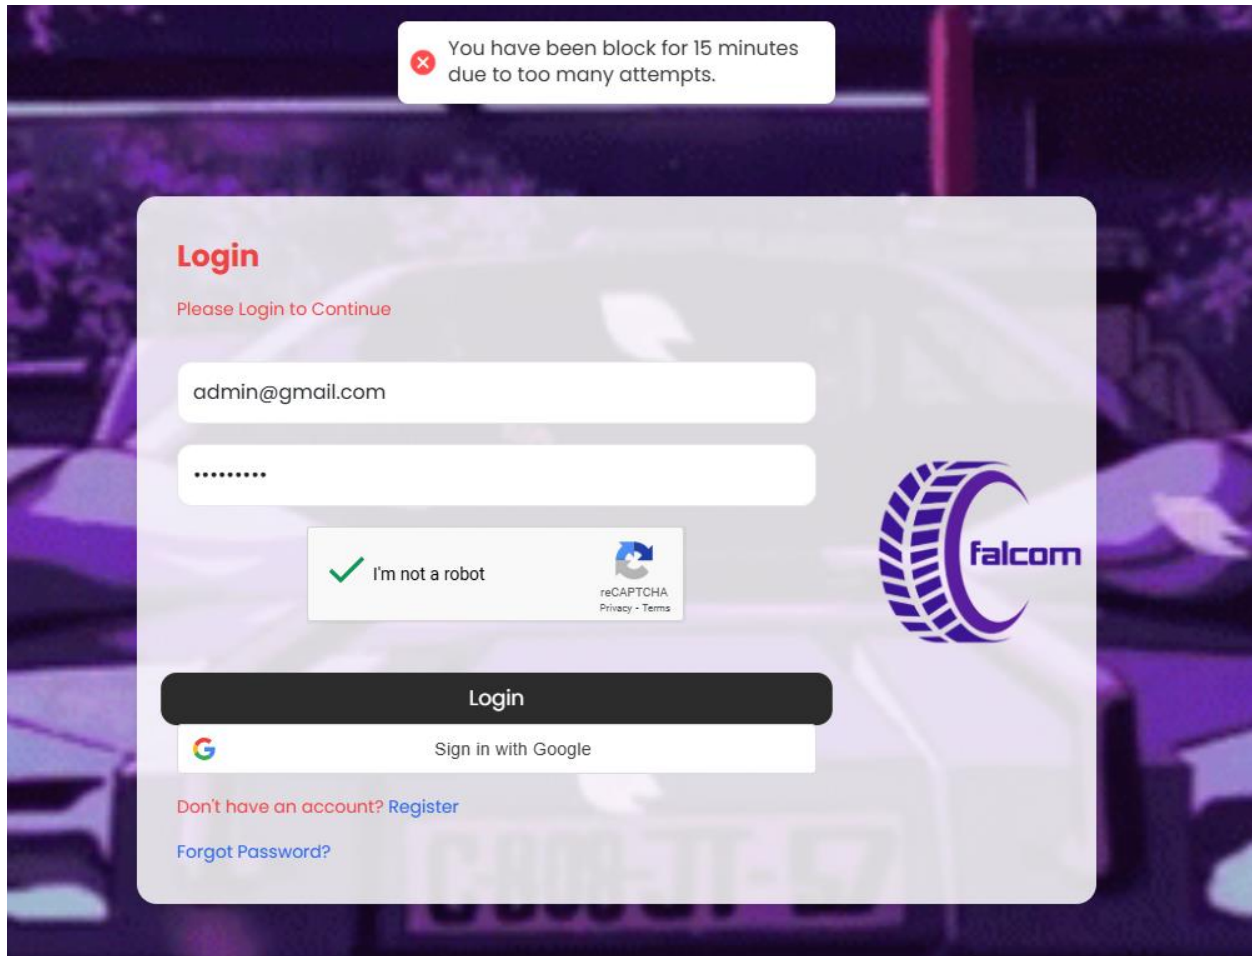 You have been block for 15 minutes
due to too many attempts.
Login
Please Login to Continue
admin@gmail.com
•••••••••
I'm not a robot
reCAPTCHA
Privacy - Terms
falcom
Login
Sign in with Google
Don't have an account? Register
Forgot Password?